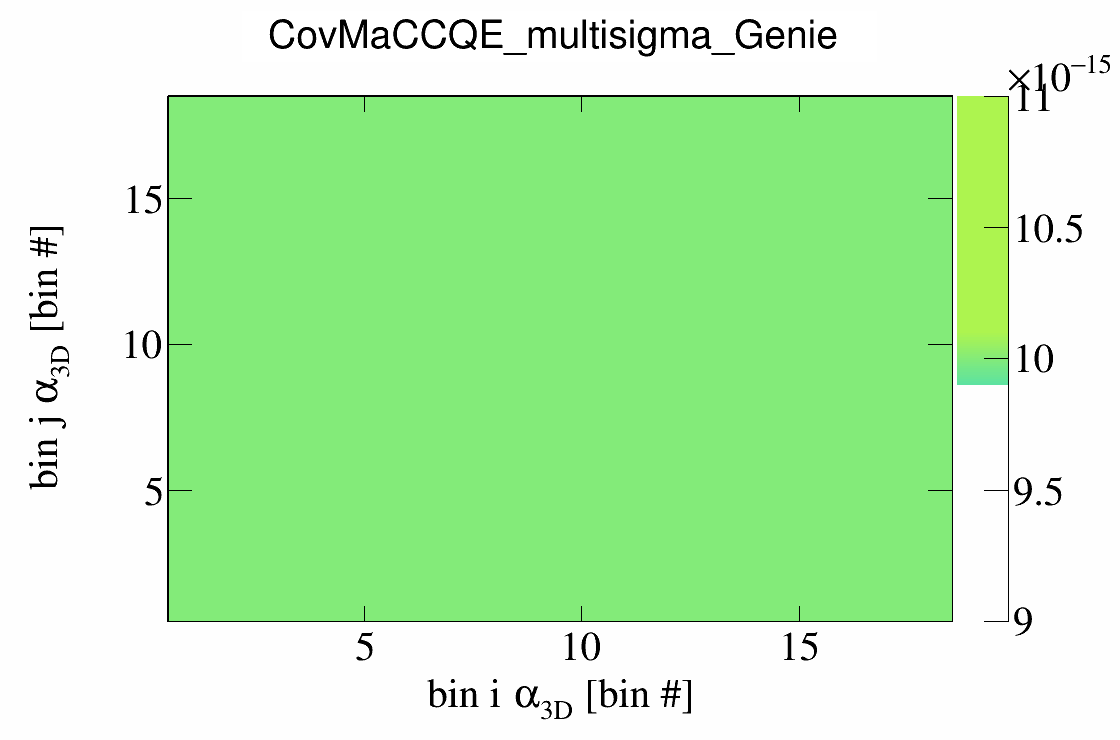 CovMaCCQE_multisigma_Genie
×10⁻¹⁵
11
10.5
10
9.5
9
15
10
5
bin j α3D [bin #]
5 10 15
bin i α3D [bin #]